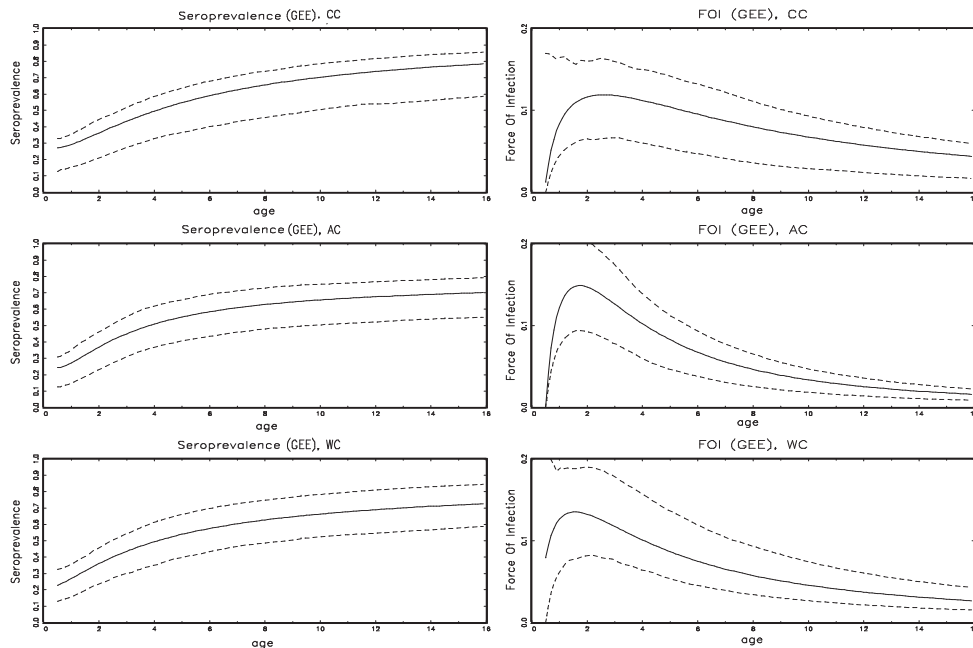 Seroprevalence (GEE), CC
Seroprevalence
1.0
0.9
0.8
0.7
0.6
0.5
0.4
0.3
0.2
0.1
0.0
0 2 4 6 8 10 12 14 16
age
FOI (GEE), CC
Force Of Infection
0.2
0.1
0.0
0 2 4 6 8 10 12 14 1
age
Seroprevalence (GEE), AC
Seroprevalence
1.0
0.9
0.8
0.7
0.6
0.5
0.4
0.3
0.2
0.1
0.0
0 2 4 6 8 10 12 14 16
age
FOI (GEE), AC
Force Of Infection
0.2
0.1
0.0
0 2 4 6 8 10 12 14 1
age
Seroprevalence (GEE), WC
Seroprevalence
1.0
0.9
0.8
0.7
0.6
0.5
0.4
0.3
0.2
0.1
0.0
0 2 4 6 8 10 12 14 16
age
FOI (GEE), WC
Force Of Infection
0.2
0.1
0.0
0 2 4 6 8 10 12 14 1
age